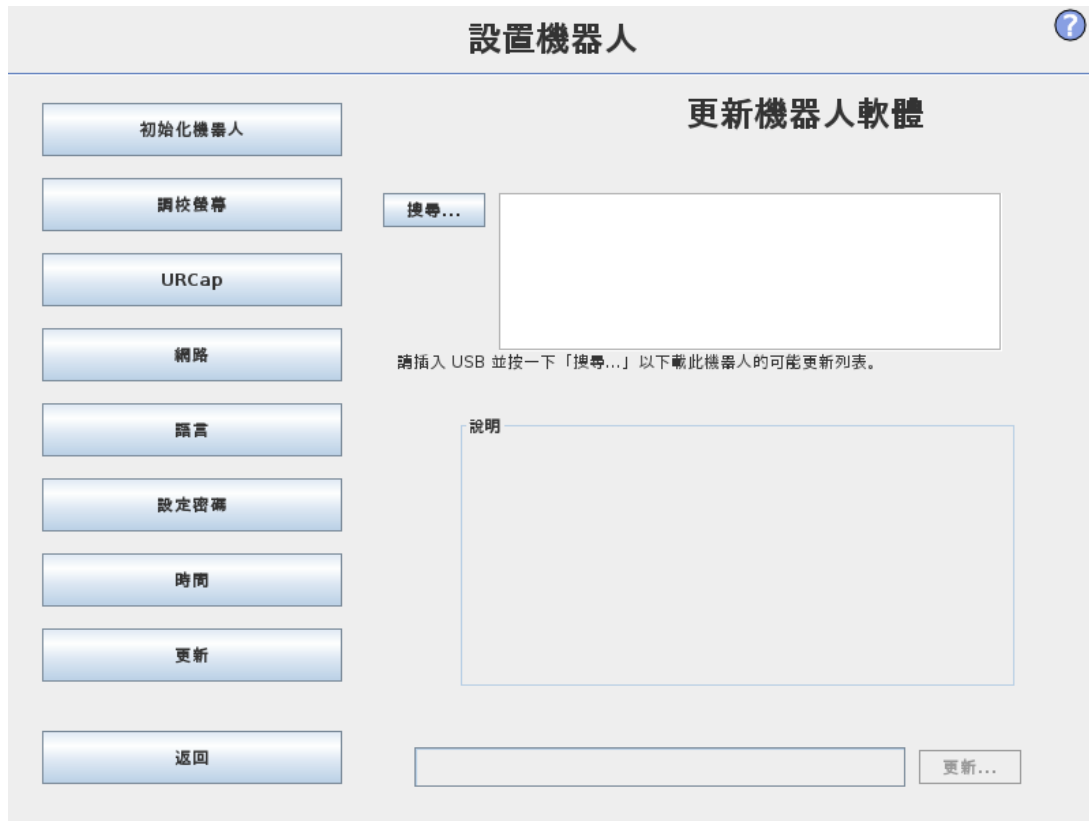 設置機器人
?
初始化機器人
調校螢幕
URCap
網路
語言
設定密碼
時間
更新
返回
更新機器人軟體
搜尋...
請插入 USB 並按一下「搜尋...」以下載此機器人的可能更新列表。
說明
更新...